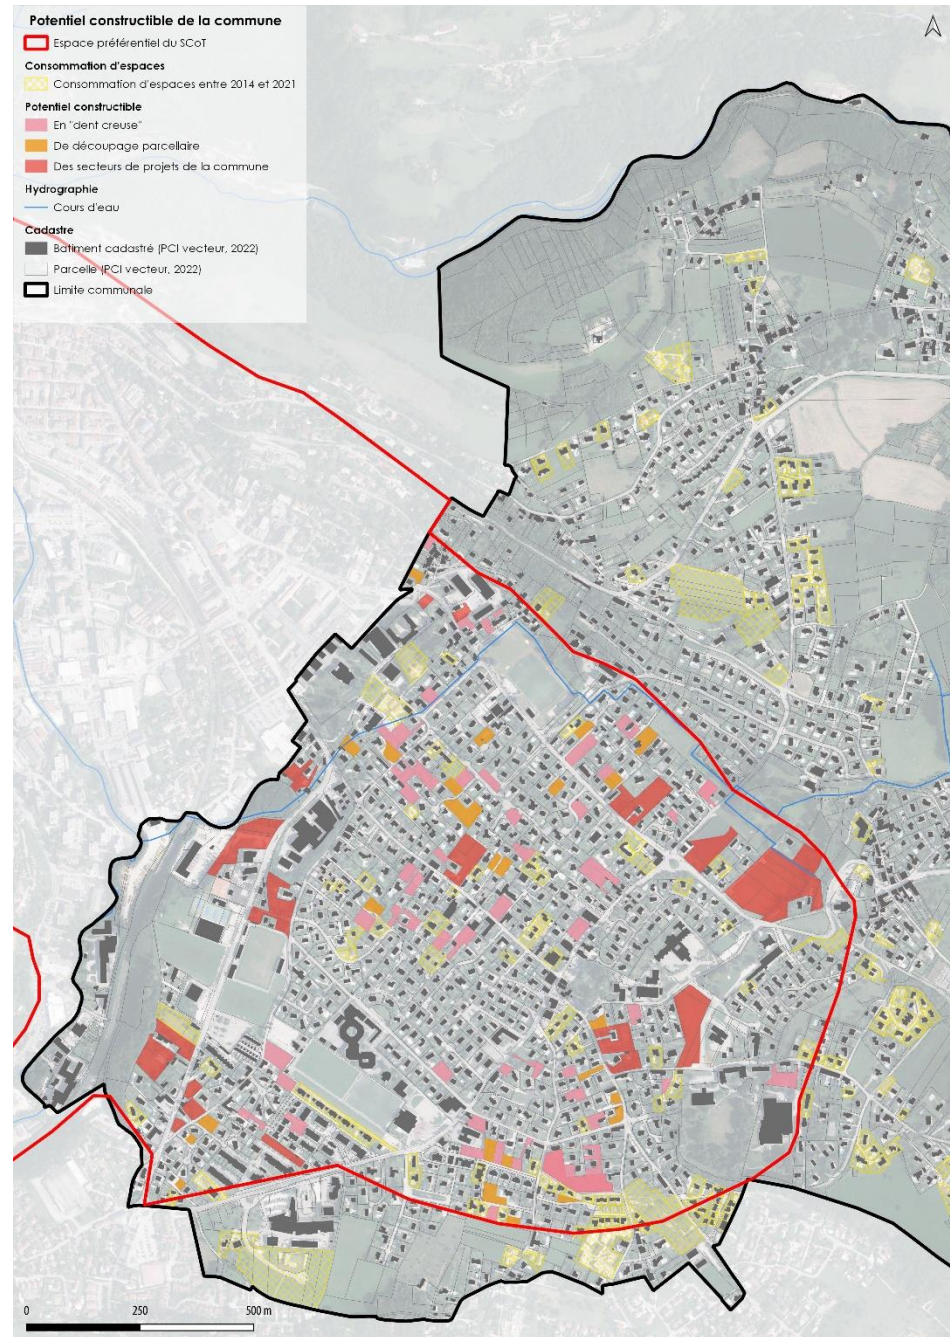 Potentiel constructible de la commune
Espace préférentiel du SCoT
Consommation d'espaces
Consommation d'espaces entre 2014 et 2021
Potentiel constructible
En "dent creuse"
De découpage parcellaire
Des secteurs de projets de la commune
Hydrographie
Cours d'eau
Cadastre
Batiment cadastré (PCI vecteur, 2022)
Parcelle (PCI vecteur, 2022)
Limite communale
0 250 500 m